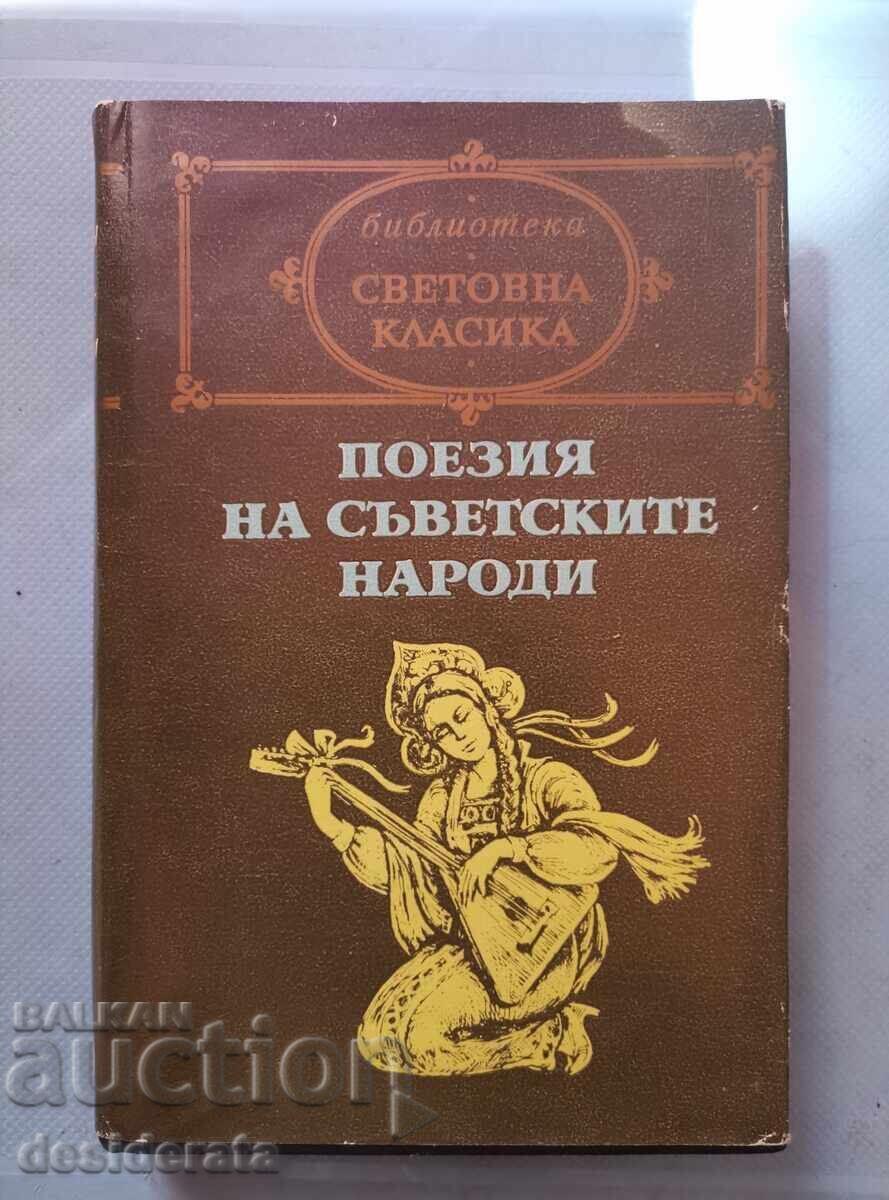 библиотека
СВЕТОВНА
КЛАСИКА
ПОЕЗИЯ
НА СЪВЕТСКИТЕ
НАРОДИ
BALKAN
auction
desiderata